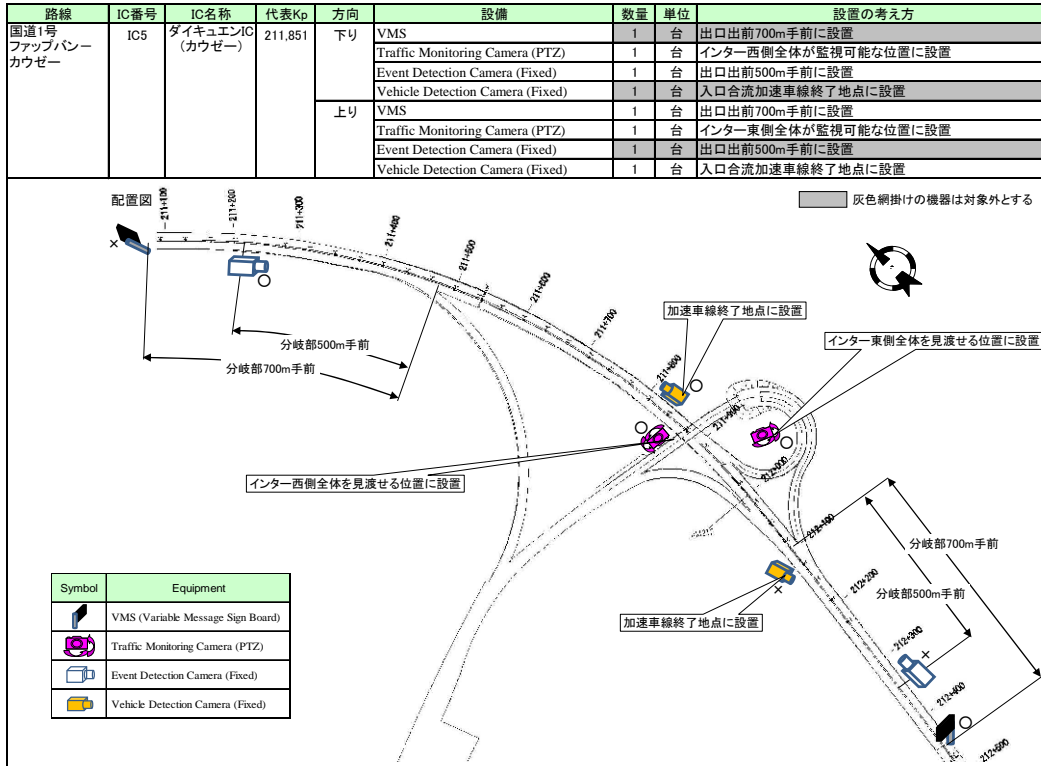 路線 IC番号 IC名称 代表Kp 方向 設備 数量 単位 設置の考え方
国道1号
ファップバンー
カウゼー
IC5
ダイキュエンIC
(カウゼー)
211,851
下り VMS 1 台 出口出前700m手前に設置
Traffic Monitoring Camera (PTZ) 1 台 インター西側全体が監視可能な位置に設置
Event Detection Camera (Fixed) 1 台 出口出前500m手前に設置
Vehicle Detection Camera (Fixed) 1 台 入口合流加速車線終了地点に設置
上り VMS 1 台 出口出前700m手前に設置
Traffic Monitoring Camera (PTZ) 1 台 インター東側全体が監視可能な位置に設置
Event Detection Camera (Fixed) 1 台 出口出前500m手前に設置
Vehicle Detection Camera (Fixed) 1 台 入口合流加速車線終了地点に設置
配置図
灰色網掛けの機器は対象外とする
211+100
211+200
211+300
211+400
211+500
211+600
211+700
211+800
211+900
212+000
212+100
212+200
212+300
212+400
212+500
×
○
分岐部500m手前
分岐部700m手前
加速車線終了地点に設置
○
インター東側全体を見渡せる位置に設置
○
○
インター西側全体を見渡せる位置に設置
分岐部700m手前
分岐部500m手前
×
加速車線終了地点に設置
×
○
Symbol Equipment
VMS (Variable Message Sign Board)
Traffic Monitoring Camera (PTZ)
Event Detection Camera (Fixed)
Vehicle Detection Camera (Fixed)